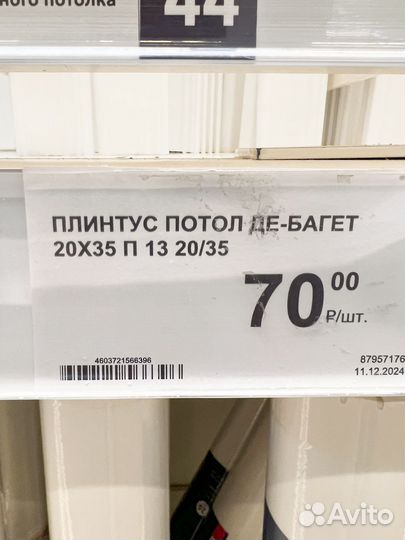 ного потолка
44
ПЛИНТУС ПОТОЛ ДЕ-БАГЕТ
20Х35 П 13 20/35
70 00
₽/шт.
4603721566396
87957176
11.12.2024
Avito